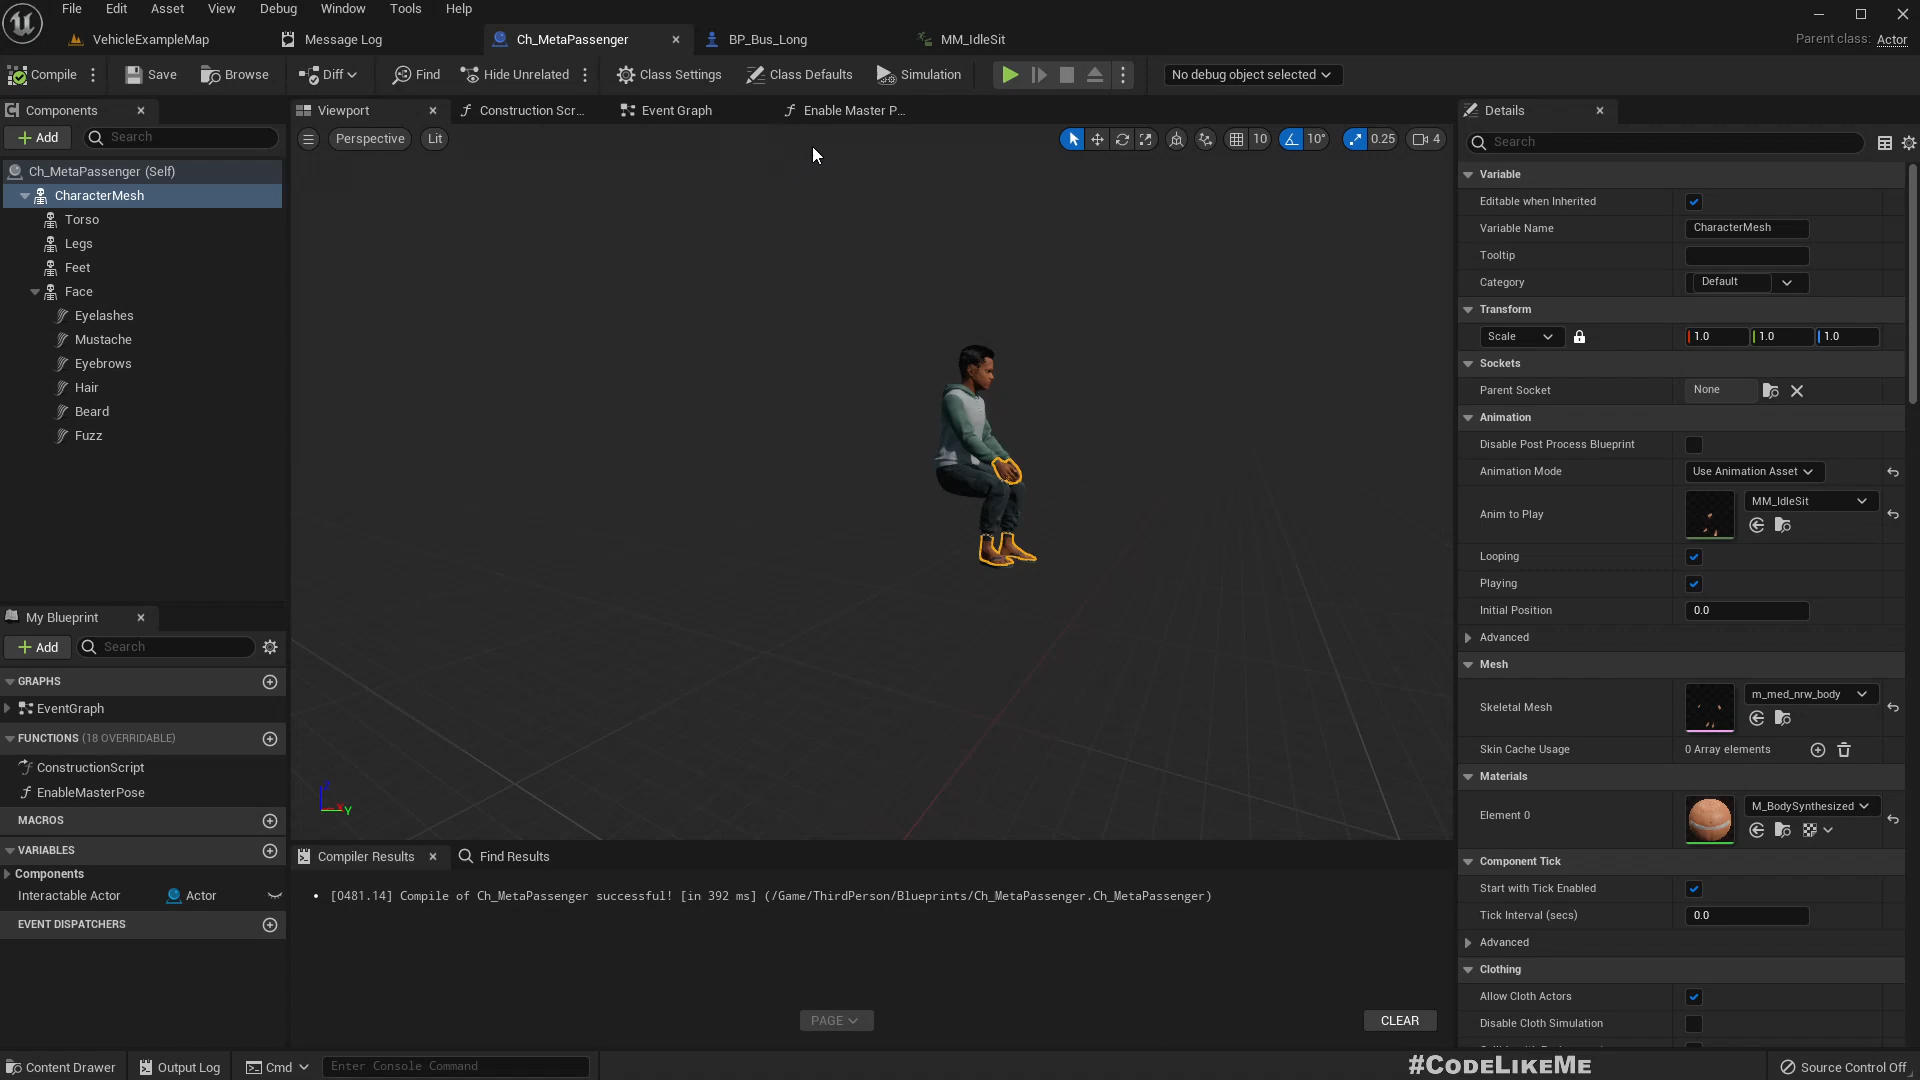 File Edit Asset View Debug Window Tools Help
VehicleExampleMap Message Log Ch_MetaPassenger BP_Bus_Long MM_IdleSit Parent class: Actor
Compile Save Browse Diff Find Hide Unrelated Class Settings Class Defaults Simulation No debug object selected
Components Viewport Construction Scr... Event Graph Enable Master P... Details
Add Search Perspective Lit 10 10° 0.25 4 Search
Ch_MetaPassenger (Self)
CharacterMesh
Torso
Legs
Feet
Face
Eyelashes
Mustache
Eyebrows
Hair
Beard
Fuzz
My Blueprint
Add Search
GRAPHS
EventGraph
FUNCTIONS (18 OVERRIDABLE)
ConstructionScript
EnableMasterPose
MACROS
VARIABLES
Components
Interactable Actor Actor
EVENT DISPATCHERS
X Y Z
Compiler Results Find Results
[0481.14] Compile of Ch_MetaPassenger successful! [in 392 ms] (/Game/ThirdPerson/Blueprints/Ch_MetaPassenger.Ch_MetaPassenger)
PAGE CLEAR
Variable
Editable when Inherited
Variable Name CharacterMesh
Tooltip
Category Default
Transform
Scale 1.0 1.0 1.0
Sockets
Parent Socket None
Animation
Disable Post Process Blueprint
Animation Mode Use Animation Asset
Anim to Play MM_IdleSit
Looping
Playing
Initial Position 0.0
Advanced
Mesh
Skeletal Mesh m_med_nrw_body
Skin Cache Usage 0 Array elements
Materials
Element 0 M_BodySynthesized
Component Tick
Start with Tick Enabled
Tick Interval (secs) 0.0
Advanced
Clothing
Allow Cloth Actors
Disable Cloth Simulation
Content Drawer Output Log Cmd Enter Console Command #CODELIKEME Source Control Off